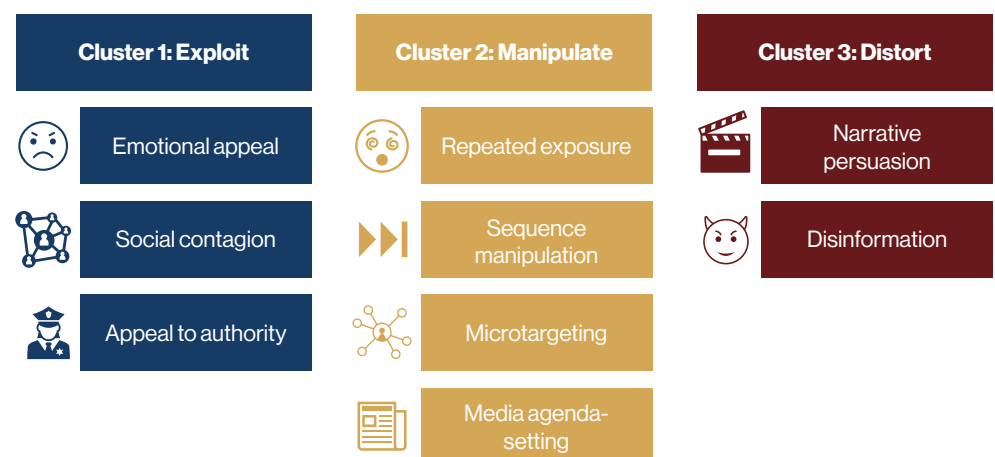 Cluster 1: Exploit
Emotional appeal
Social contagion
Appeal to authority
Cluster 2: Manipulate
Repeated exposure
Sequence
manipulation
Microtargeting
Media agenda-
setting
Cluster 3: Distort
Narrative
persuasion
Disinformation